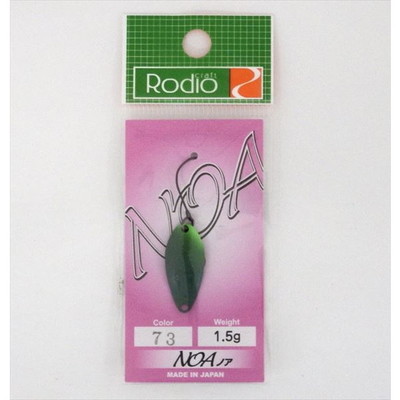 craft
Rodio
NOA
Color
Weight
73
1.5g
NOAノア
MADE IN JAPAN